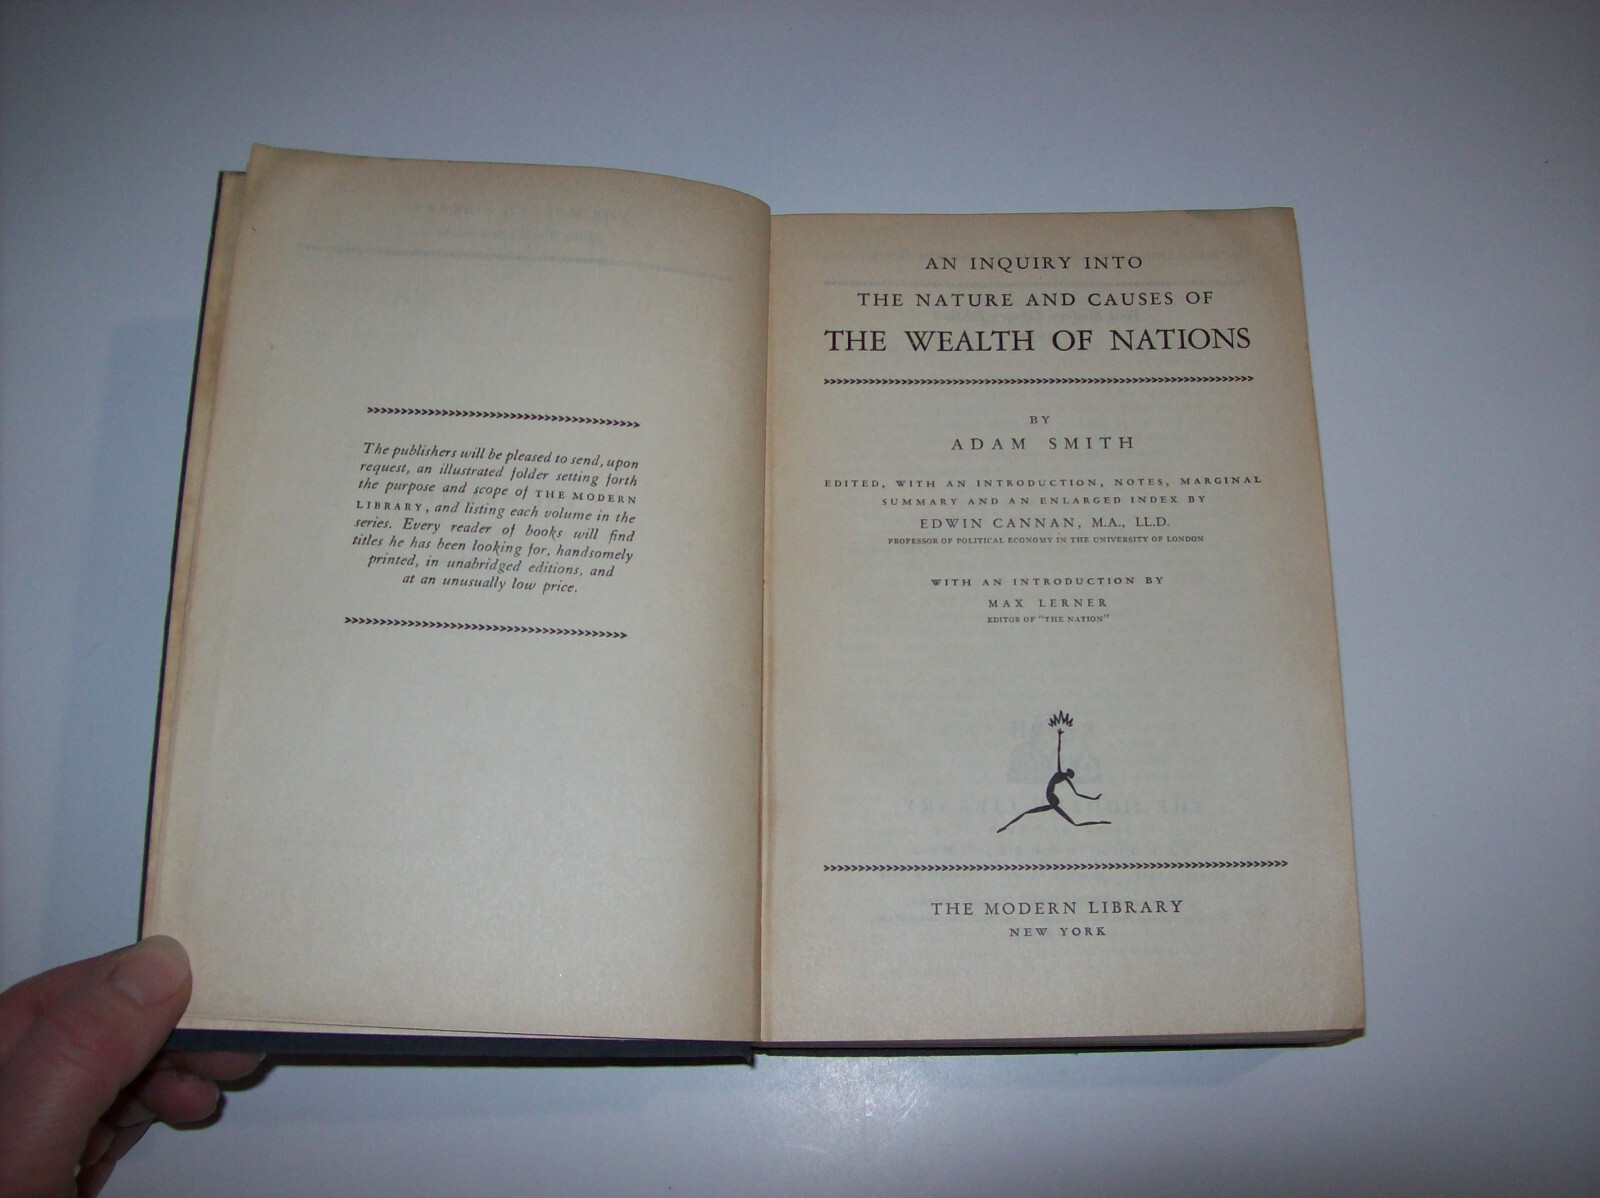 The publishers will be pleased to send, upon
request, an illustrated folder setting forth
the purpose and scope of THE MODERN
LIBRARY, and listing each volume in the
series. Every reader of books will find
titles he has been looking for, handsomely
printed, in unabridged editions, and
at an unusually low price.
AN INQUIRY INTO
THE NATURE AND CAUSES OF
THE WEALTH OF NATIONS
BY
ADAM SMITH
EDITED, WITH AN INTRODUCTION, NOTES, MARGINAL
SUMMARY AND AN ENLARGED INDEX BY
EDWIN CANNAN, M.A., LL.D.
PROFESSOR OF POLITICAL ECONOMY IN THE UNIVERSITY OF LONDON
WITH AN INTRODUCTION BY
MAX LERNER
EDITOR OF "THE NATION"
THE MODERN LIBRARY
NEW YORK